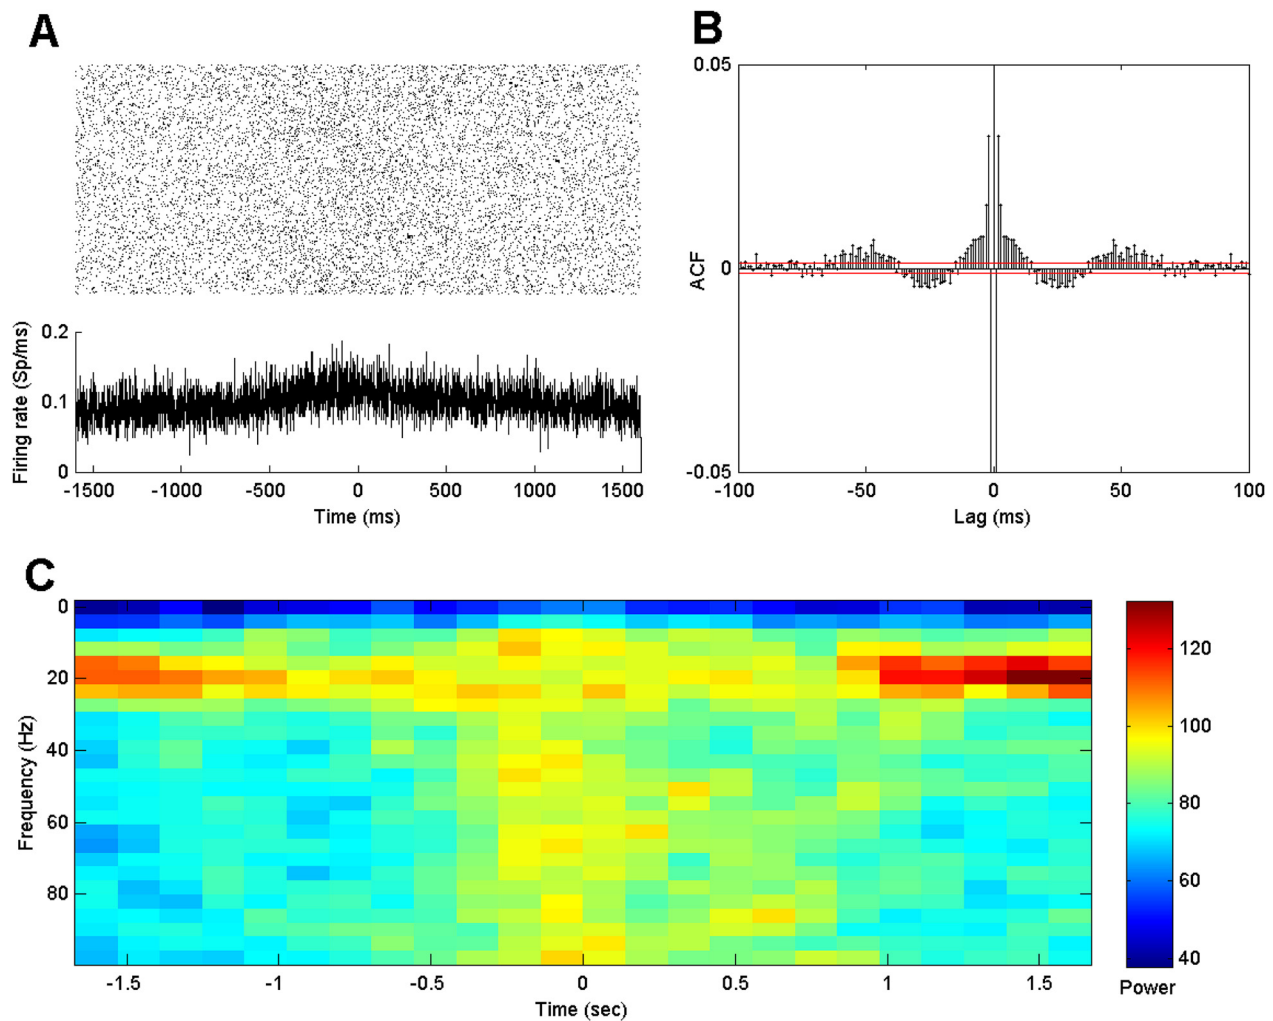 A
Firing rate (Sp/ms)
0.2
0.1
0
-1500 -1000 -500 0 500 1000 1500
Time (ms)
B
ACF
0.05
0
-0.05
-100 -50 0 50 100
Lag (ms)
C
Frequency (Hz)
0
20
40
60
80
-1.5 -1 -0.5 0 0.5 1 1.5
Time (sec)
120
100
80
60
40
Power